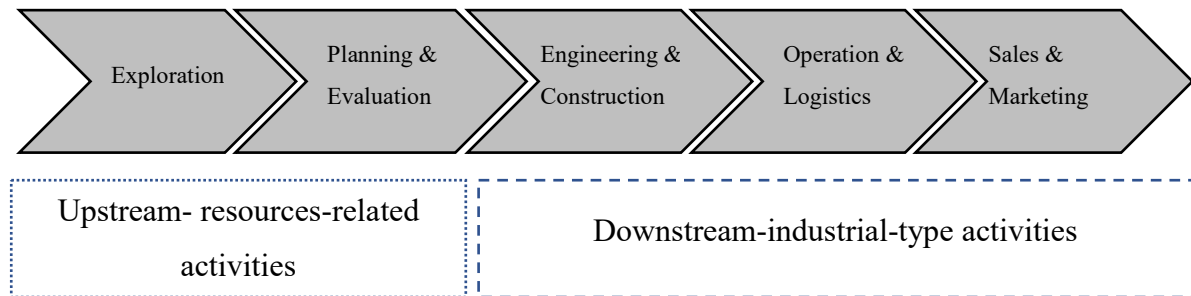 Exploration
Planning &
Evaluation
Engineering &
Construction
Operation &
Logistics
Sales &
Marketing
Upstream- resources-related
activities
Downstream-industrial-type activities